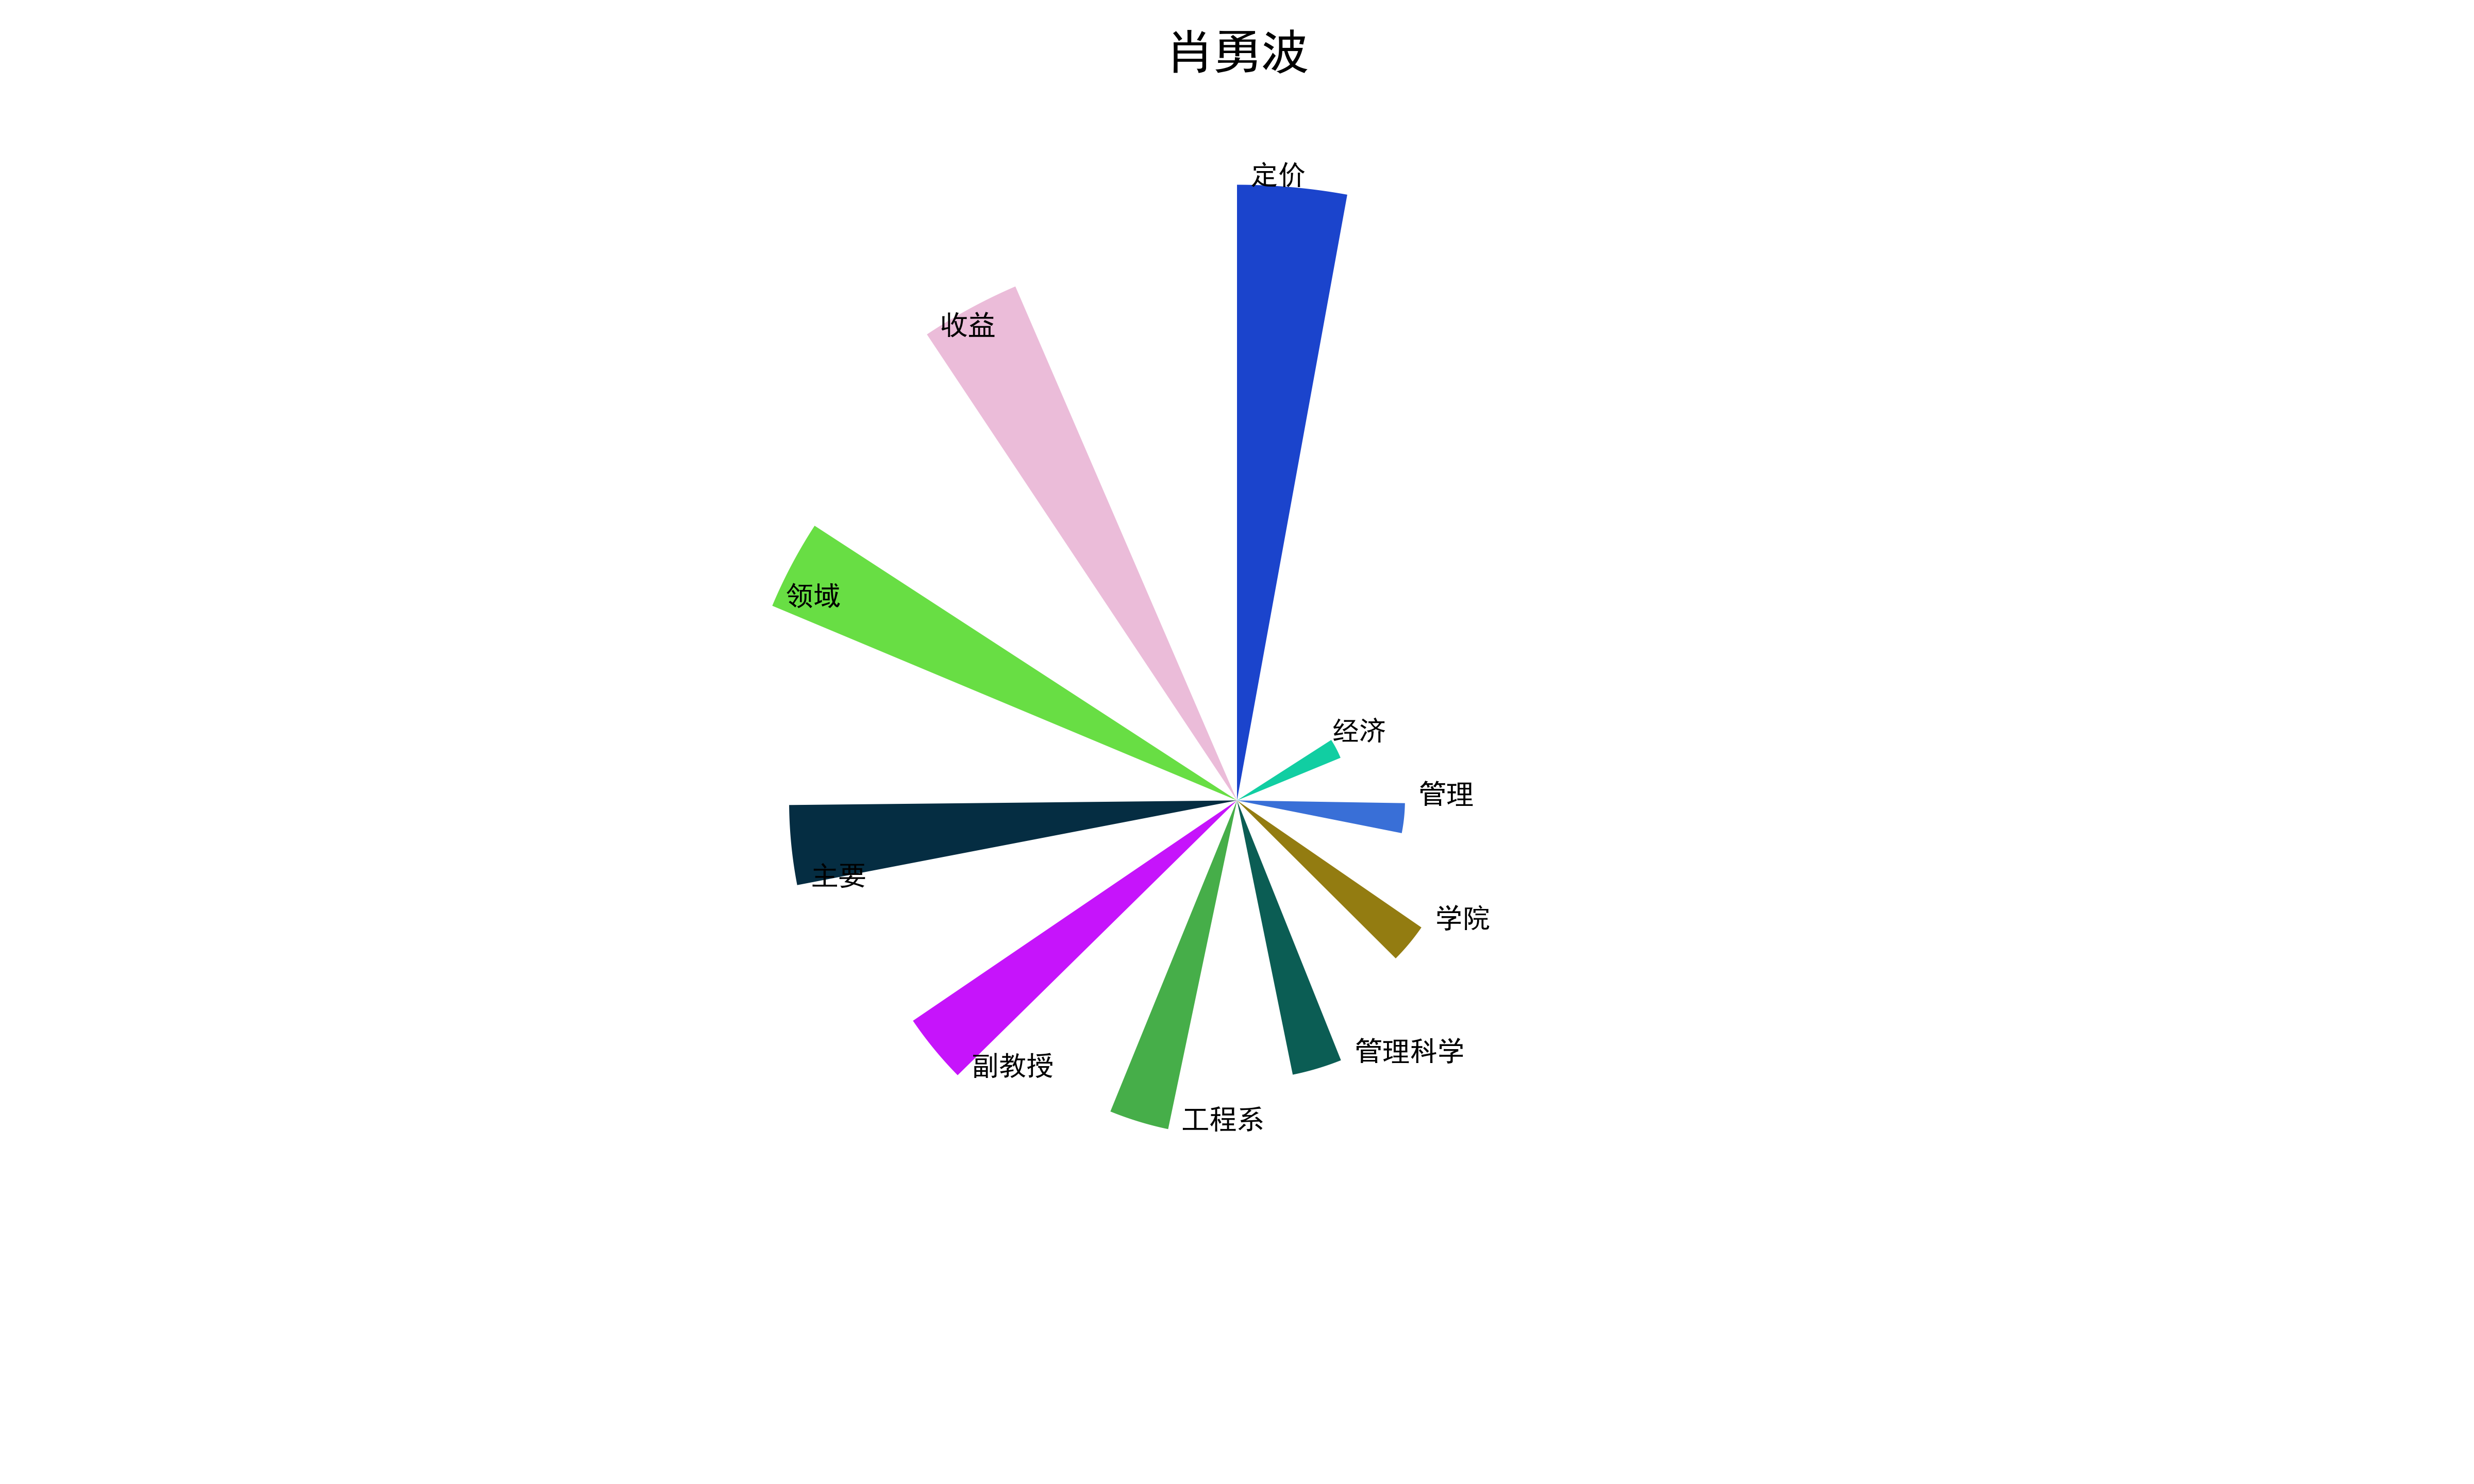 肖勇波
定价
收益
领域
经济
管理
主要
学院
管理科学
副教授
工程系